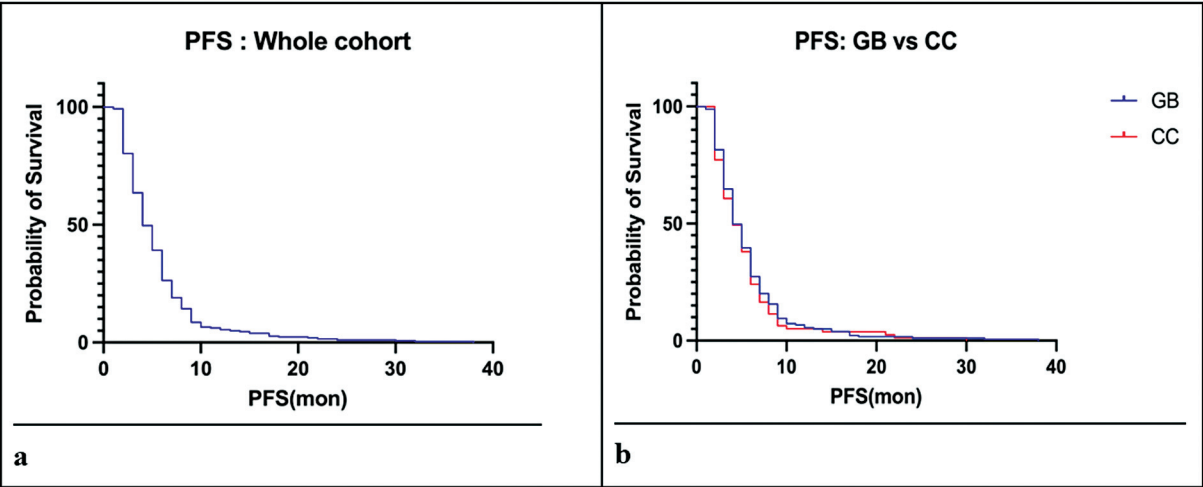 PFS : Whole cohort
Probability of Survival
100
50
0
0 10 20 30 40
PFS(mon)
a
PFS: GB vs CC
Probability of Survival
100
50
0
0 10 20 30 40
PFS(mon)
GB
CC
b